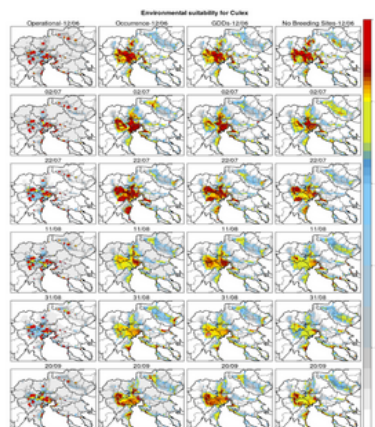 Environmental suitability for Culex
Operational-12/06 Occurrence-12/06 GDDs-12/06 No Breeding Sites-12/06
02/07 02/07 02/07 02/07
22/07 22/07 22/07 22/07
11/08 11/08 11/08 11/08
31/08 31/08 31/08 31/08
20/09 20/09 20/09 20/09